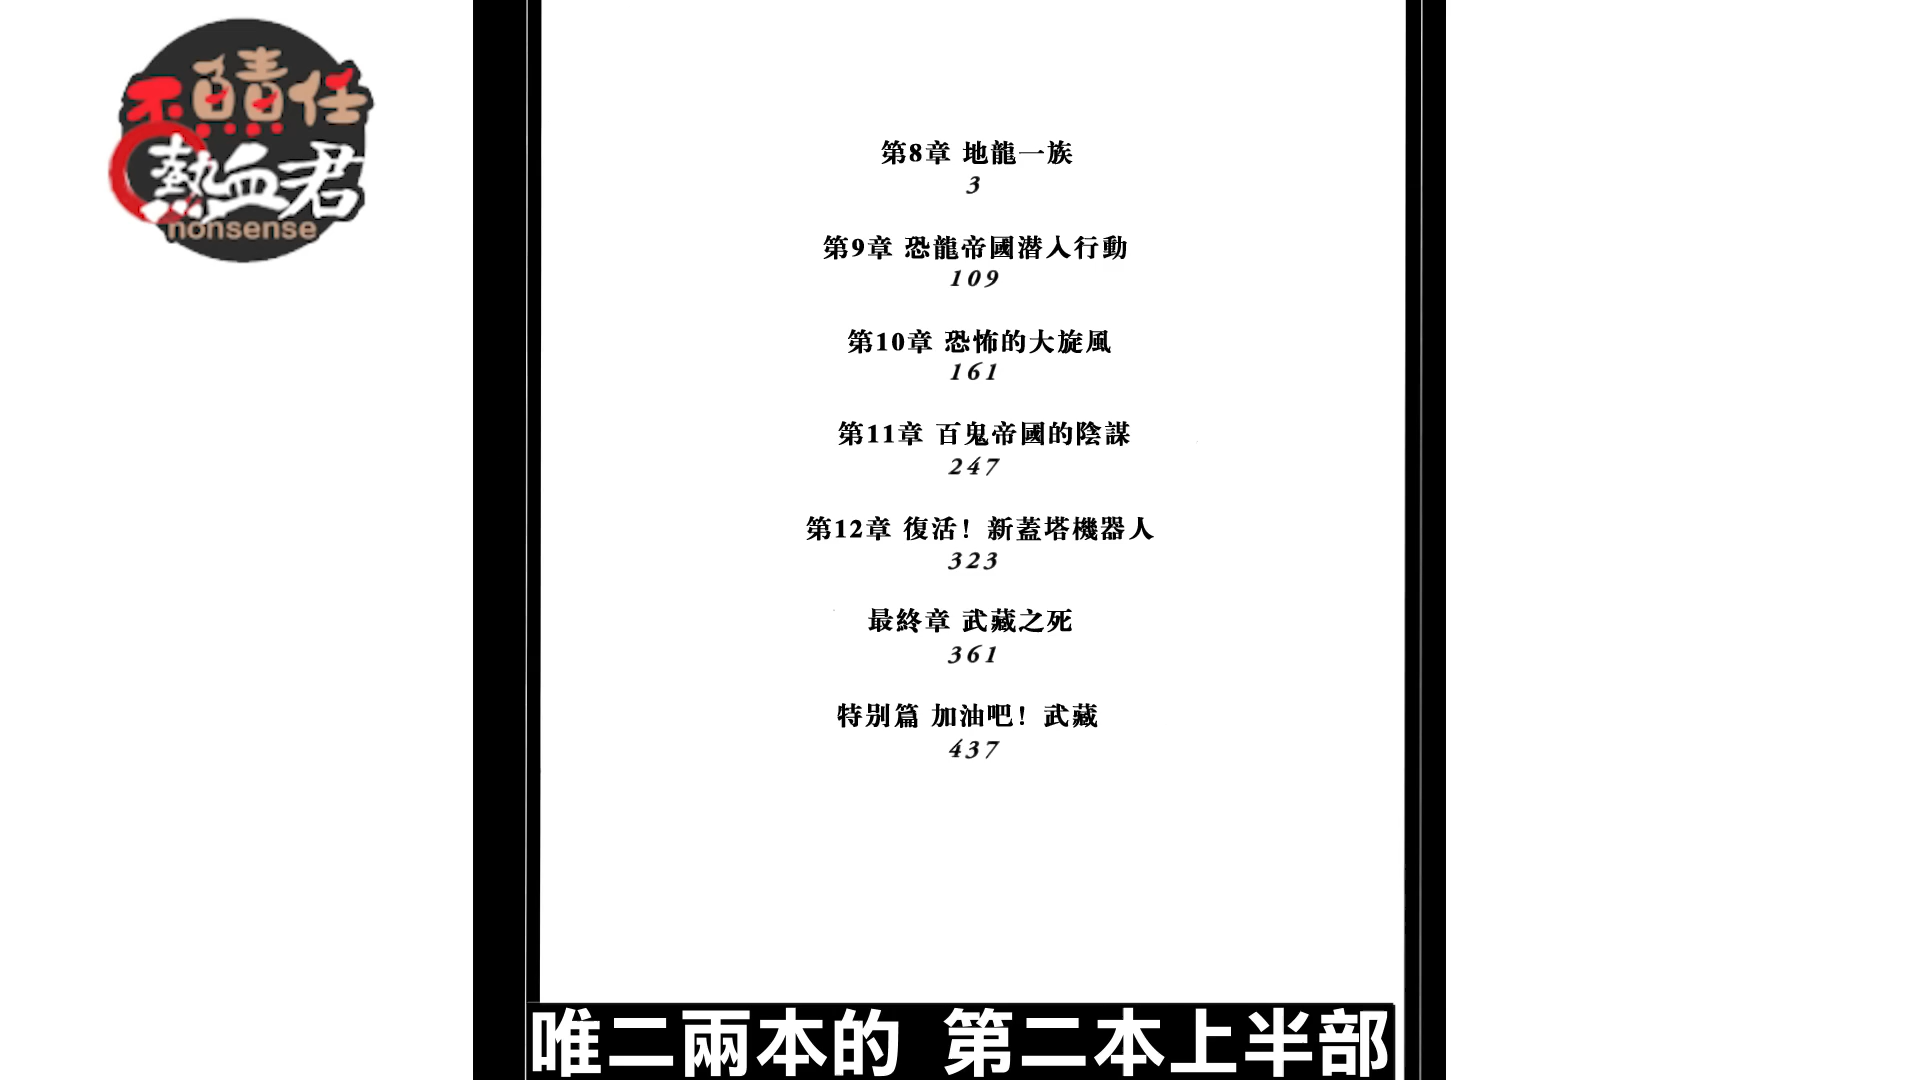 不負責任
熱血君
nonsense
第8章 地龍一族
3
第9章 恐龍帝國潜入行動
109
第10章 恐怖的大旋風
161
第11章 百鬼帝國的陰謀
247
第12章 復活！新蓋塔機器人
323
最終章 武藏之死
361
特别篇 加油吧！武藏
437
唯二兩本的 第二本上半部